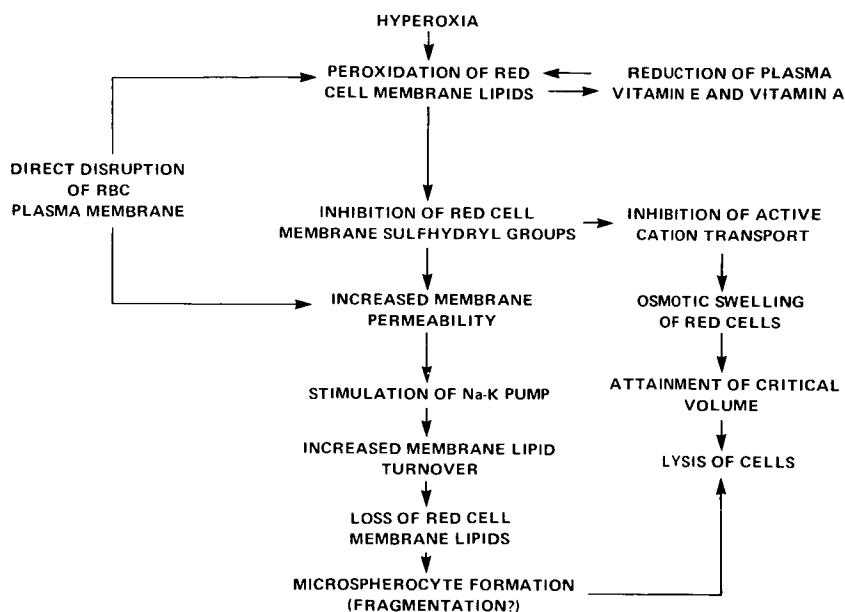 HYPEROXIA
PEROXIDATION OF RED
CELL MEMBRANE LIPIDS
REDUCTION OF PLASMA
VITAMIN E AND VITAMIN A
DIRECT DISRUPTION
OF RBC
PLASMA MEMBRANE
INHIBITION OF RED CELL
MEMBRANE SULFHYDRYL GROUPS
INHIBITION OF ACTIVE
CATION TRANSPORT
INCREASED MEMBRANE
PERMEABILITY
OSMOTIC SWELLING
OF RED CELLS
STIMULATION OF Na-K PUMP
ATTAINMENT OF CRITICAL
VOLUME
INCREASED MEMBRANE LIPID
TURNOVER
LYSIS OF CELLS
LOSS OF RED CELL
MEMBRANE LIPIDS
MICROSPHEROCYTE FORMATION
(FRAGMENTATION?)